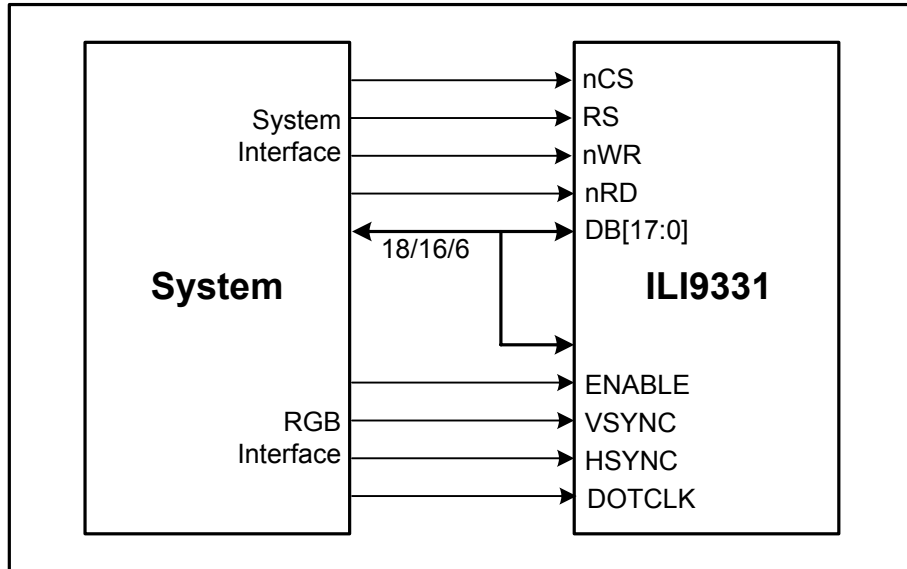 nCS
System
Interface
RS
nWR
nRD
DB[17:0]
18/16/6
System
ILI9331
ENABLE
RGB
Interface
VSYNC
HSYNC
DOTCLK